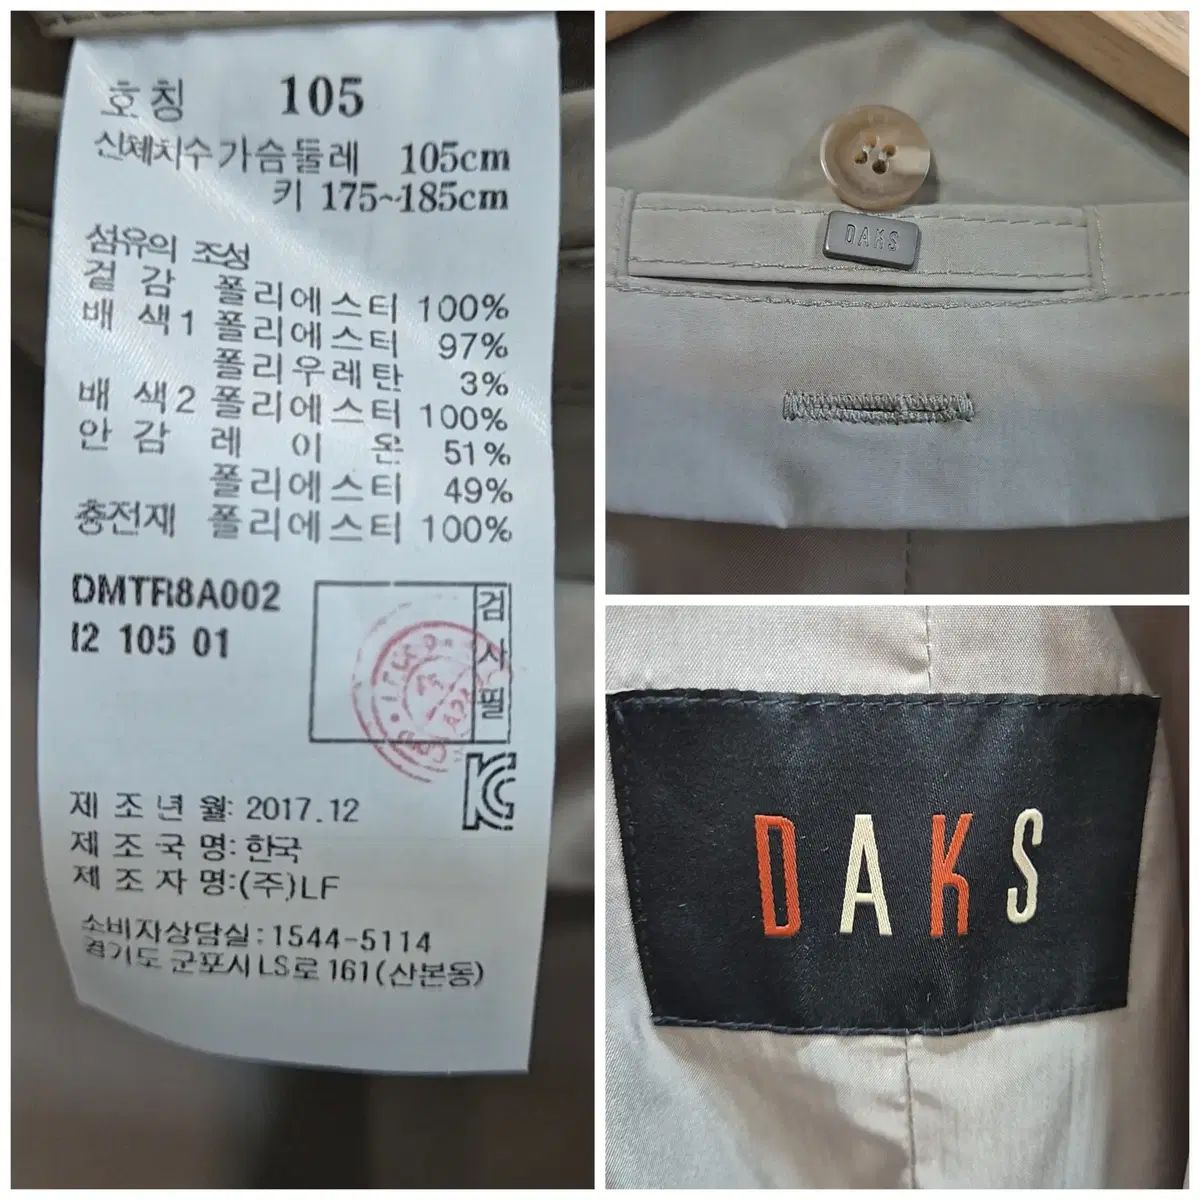 호칭 105
신체치수 가슴둘레 105cm
키 175~185cm
섬유의 조성
겉 감 폴리에스터 100%
배 색1 폴리에스터 97%
폴리우레탄 3%
배 색2 폴리에스터 100%
안 감 레 이 온 51%
폴리에스터 49%
충전재 폴리에스터 100%
DMTR8A002
I2 105 01
검사필
제 조 년 월: 2017.12
제 조 국 명: 한국
제 조 자 명:(주)LF
소비자상담실:1544-5114
경기도 군포시 LS로 161(산본동)
DAKS
DAKS